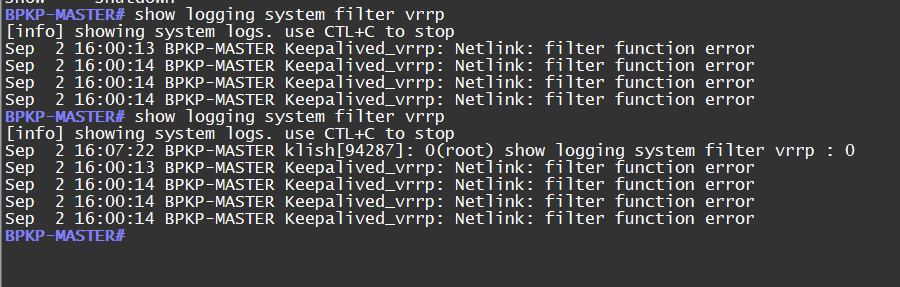 BPKP-MASTER# show logging system filter vrrp
[info] showing system logs. use CTL+C to stop
Sep  2 16:00:13 BPKP-MASTER Keepalived_vrrp: Netlink: filter function error
Sep  2 16:00:14 BPKP-MASTER Keepalived_vrrp: Netlink: filter function error
Sep  2 16:00:14 BPKP-MASTER Keepalived_vrrp: Netlink: filter function error
Sep  2 16:00:14 BPKP-MASTER Keepalived_vrrp: Netlink: filter function error
BPKP-MASTER# show logging system filter vrrp
[info] showing system logs. use CTL+C to stop
Sep  2 16:07:22 BPKP-MASTER klish[94287]: 0(root) show logging system filter vrrp : 0
Sep  2 16:00:13 BPKP-MASTER Keepalived_vrrp: Netlink: filter function error
Sep  2 16:00:14 BPKP-MASTER Keepalived_vrrp: Netlink: filter function error
Sep  2 16:00:14 BPKP-MASTER Keepalived_vrrp: Netlink: filter function error
Sep  2 16:00:14 BPKP-MASTER Keepalived_vrrp: Netlink: filter function error
BPKP-MASTER#